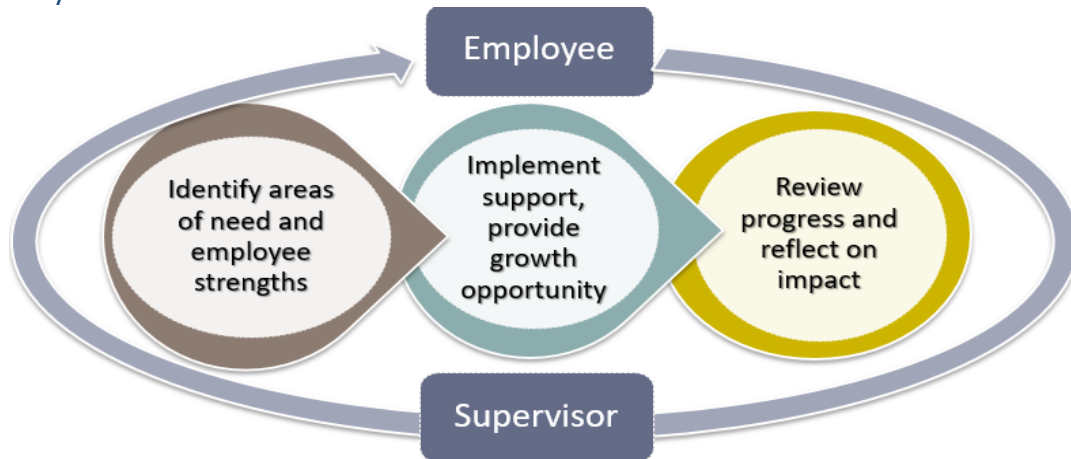 Employee
Identify areas
of need and
employee
strengths
Implement
support,
provide
growth
opportunity
Review
progress and
reflect on
impact
Supervisor